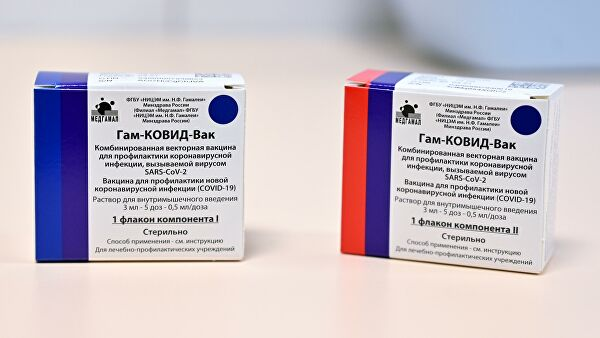 ФГБУ «НИЦЭМ им. Н.Ф. Гамалеи»
Минздрава России
(Филиал «Медгамал» ФГБУ
«НИЦЭМ им. Н.Ф. Гамалеи»
Минздрава России)
МЕДГАМАЛ
Гам-КОВИД-Вак
Комбинированная векторная вакцина
для профилактики коронавирусной
инфекции, вызываемой вирусом
SARS-CoV-2
Вакцина для профилактики новой
коронавирусной инфекции (COVID-19)
Раствор для внутримышечного введения
3 мл - 5 доз - 0,5 мл/доза
1 флакон компонента I
Стерильно
Способ применения - см. инструкцию
Для лечебно-профилактических учреждений
ФГБУ «НИЦЭМ им. Н.Ф. Гамалеи»
Минздрава России
(Филиал «Медгамал» ФГБУ
«НИЦЭМ им. Н.Ф. Гамалеи»
Минздрава России)
МЕДГАМАЛ
Гам-КОВИД-Вак
Комбинированная векторная вакцина
для профилактики коронавирусной
инфекции, вызываемой вирусом
SARS-CoV-2
Вакцина для профилактики новой
коронавирусной инфекции (COVID-19)
Раствор для внутримышечного введения
3 мл - 5 доз - 0,5 мл/доза
1 флакон компонента II
Стерильно
Способ применения - см. инструкцию
Для лечебно-профилактических учреждений